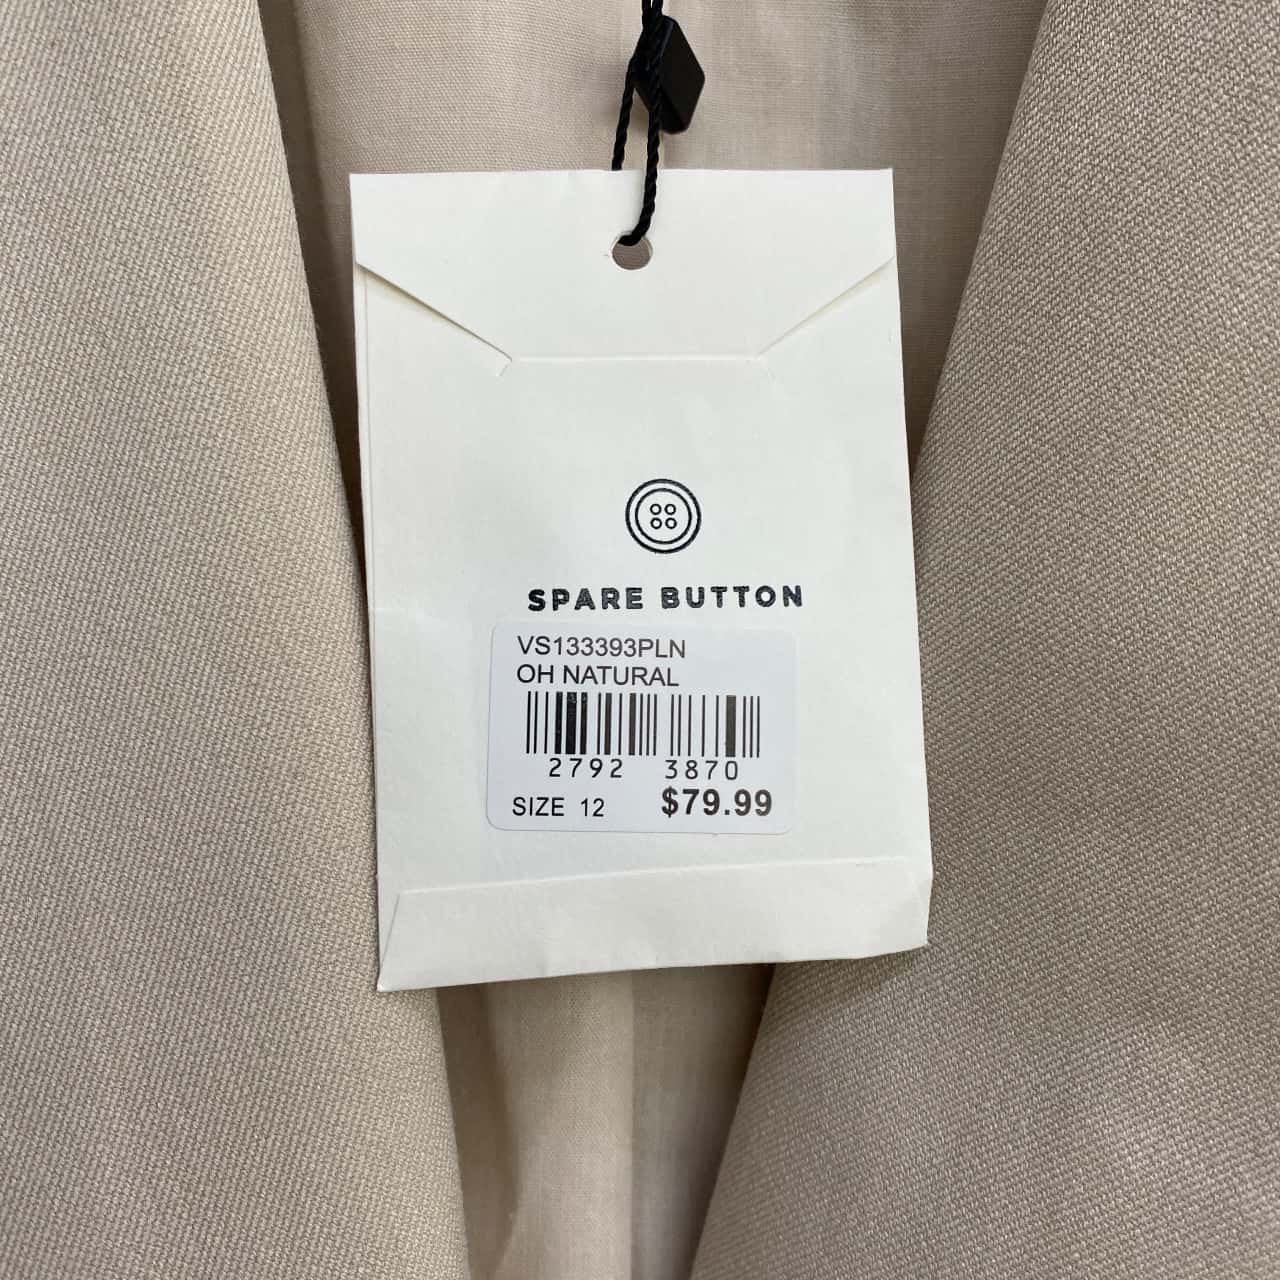 SPARE BUTTON
VS133393PLN
OH NATURAL
2792 3870
SIZE 12 $79.99